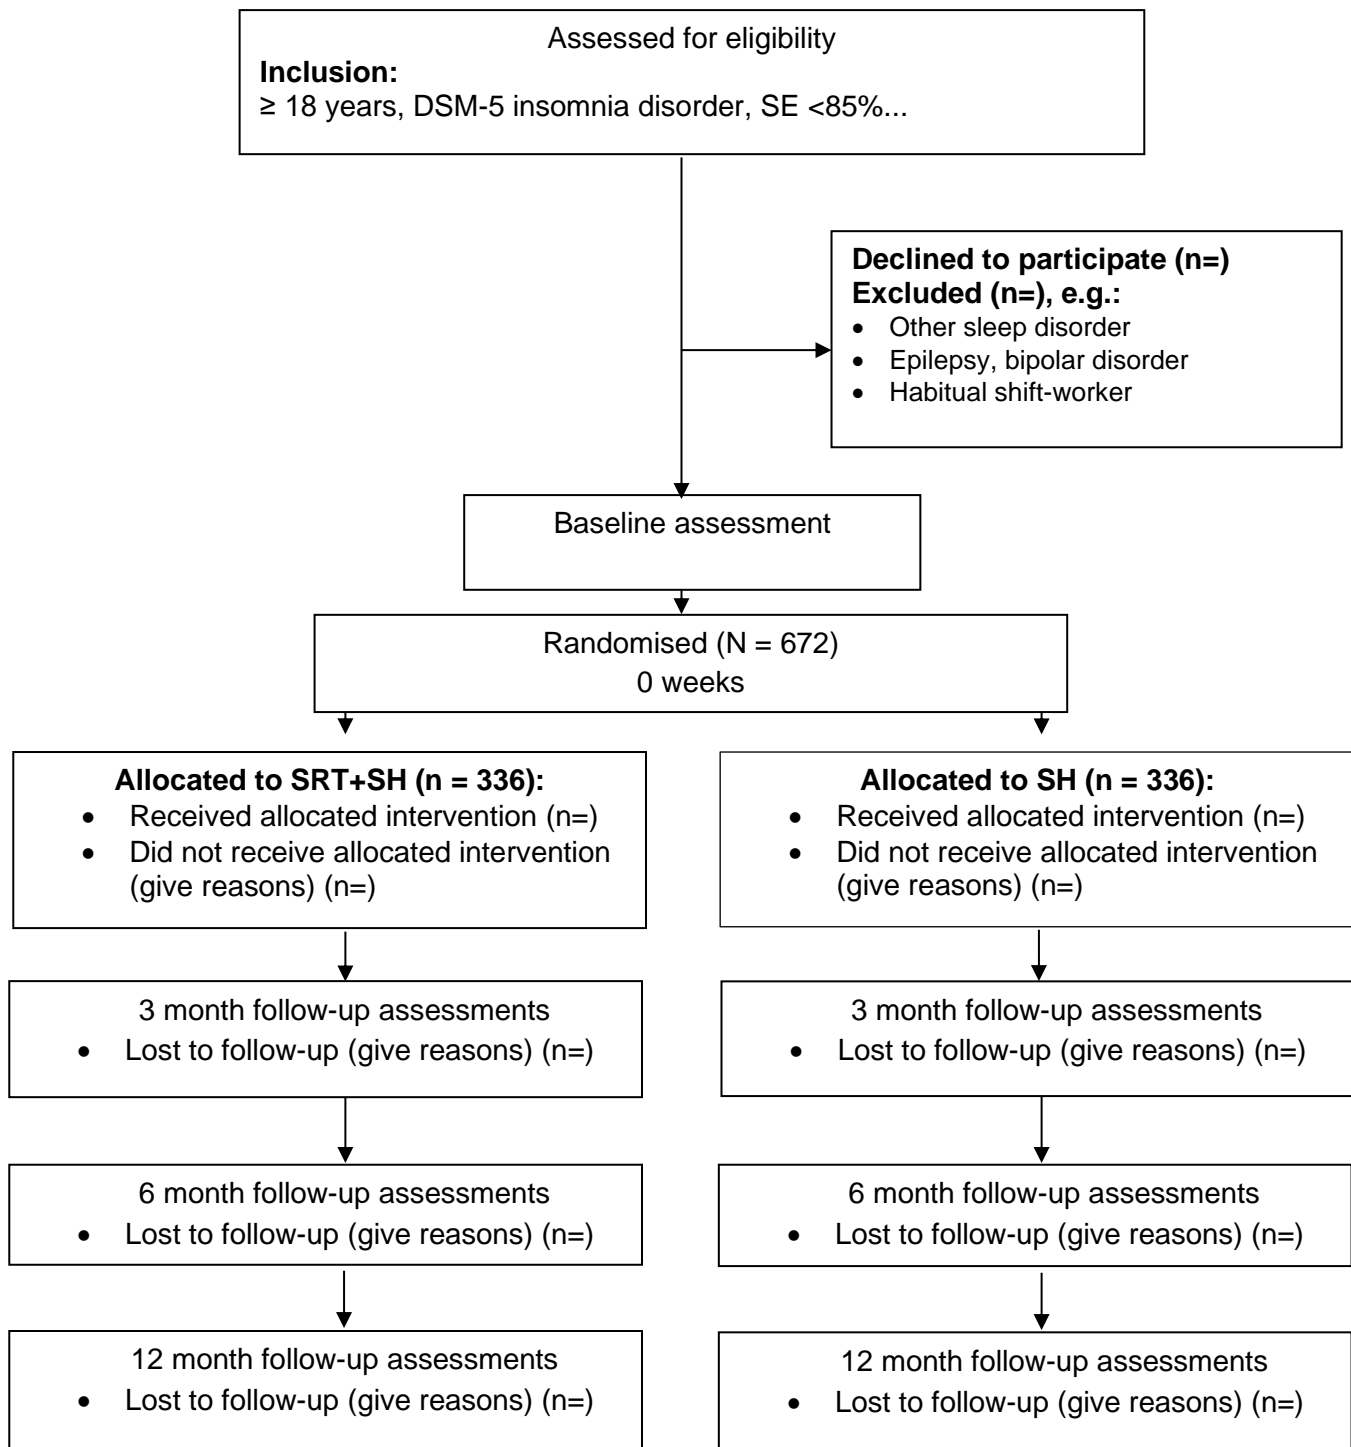 Assessed for eligibility
Inclusion:
≥ 18 years, DSM-5 insomnia disorder, SE <85%...
Declined to participate (n=)
Excluded (n=), e.g.:
• Other sleep disorder
• Epilepsy, bipolar disorder
• Habitual shift-worker
Baseline assessment
Randomised (N = 672)
0 weeks
Allocated to SRT+SH (n = 336):
• Received allocated intervention (n=)
• Did not receive allocated intervention
(give reasons) (n=)
Allocated to SH (n = 336):
• Received allocated intervention (n=)
• Did not receive allocated intervention
(give reasons) (n=)
3 month follow-up assessments
• Lost to follow-up (give reasons) (n=)
3 month follow-up assessments
• Lost to follow-up (give reasons) (n=)
6 month follow-up assessments
• Lost to follow-up (give reasons) (n=)
6 month follow-up assessments
• Lost to follow-up (give reasons) (n=)
12 month follow-up assessments
• Lost to follow-up (give reasons) (n=)
12 month follow-up assessments
• Lost to follow-up (give reasons) (n=)